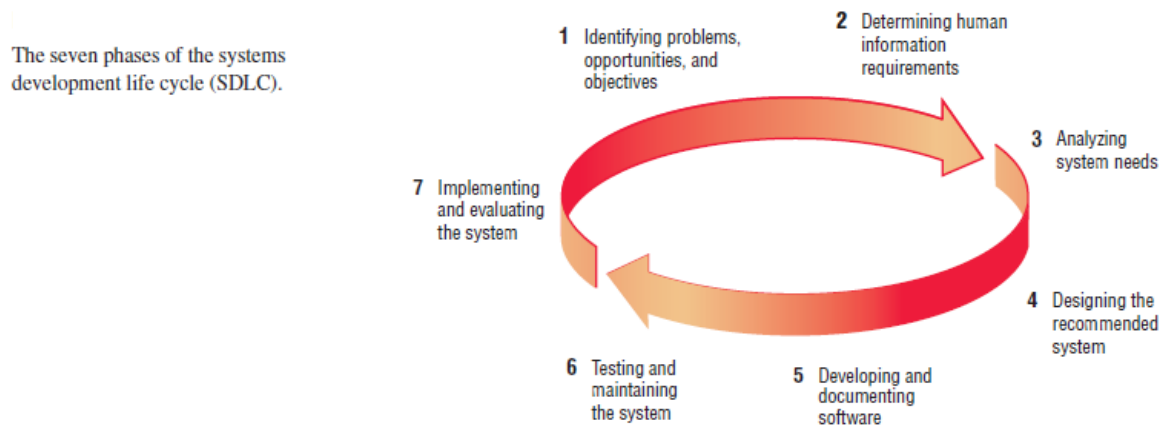 The seven phases of the systems
development life cycle (SDLC).
1 Identifying problems,
opportunities, and
objectives
2 Determining human
information
requirements
3 Analyzing
system needs
4 Designing the
recommended
system
5 Developing and
documenting
software
6 Testing and
maintaining
the system
7 Implementing
and evaluating
the system